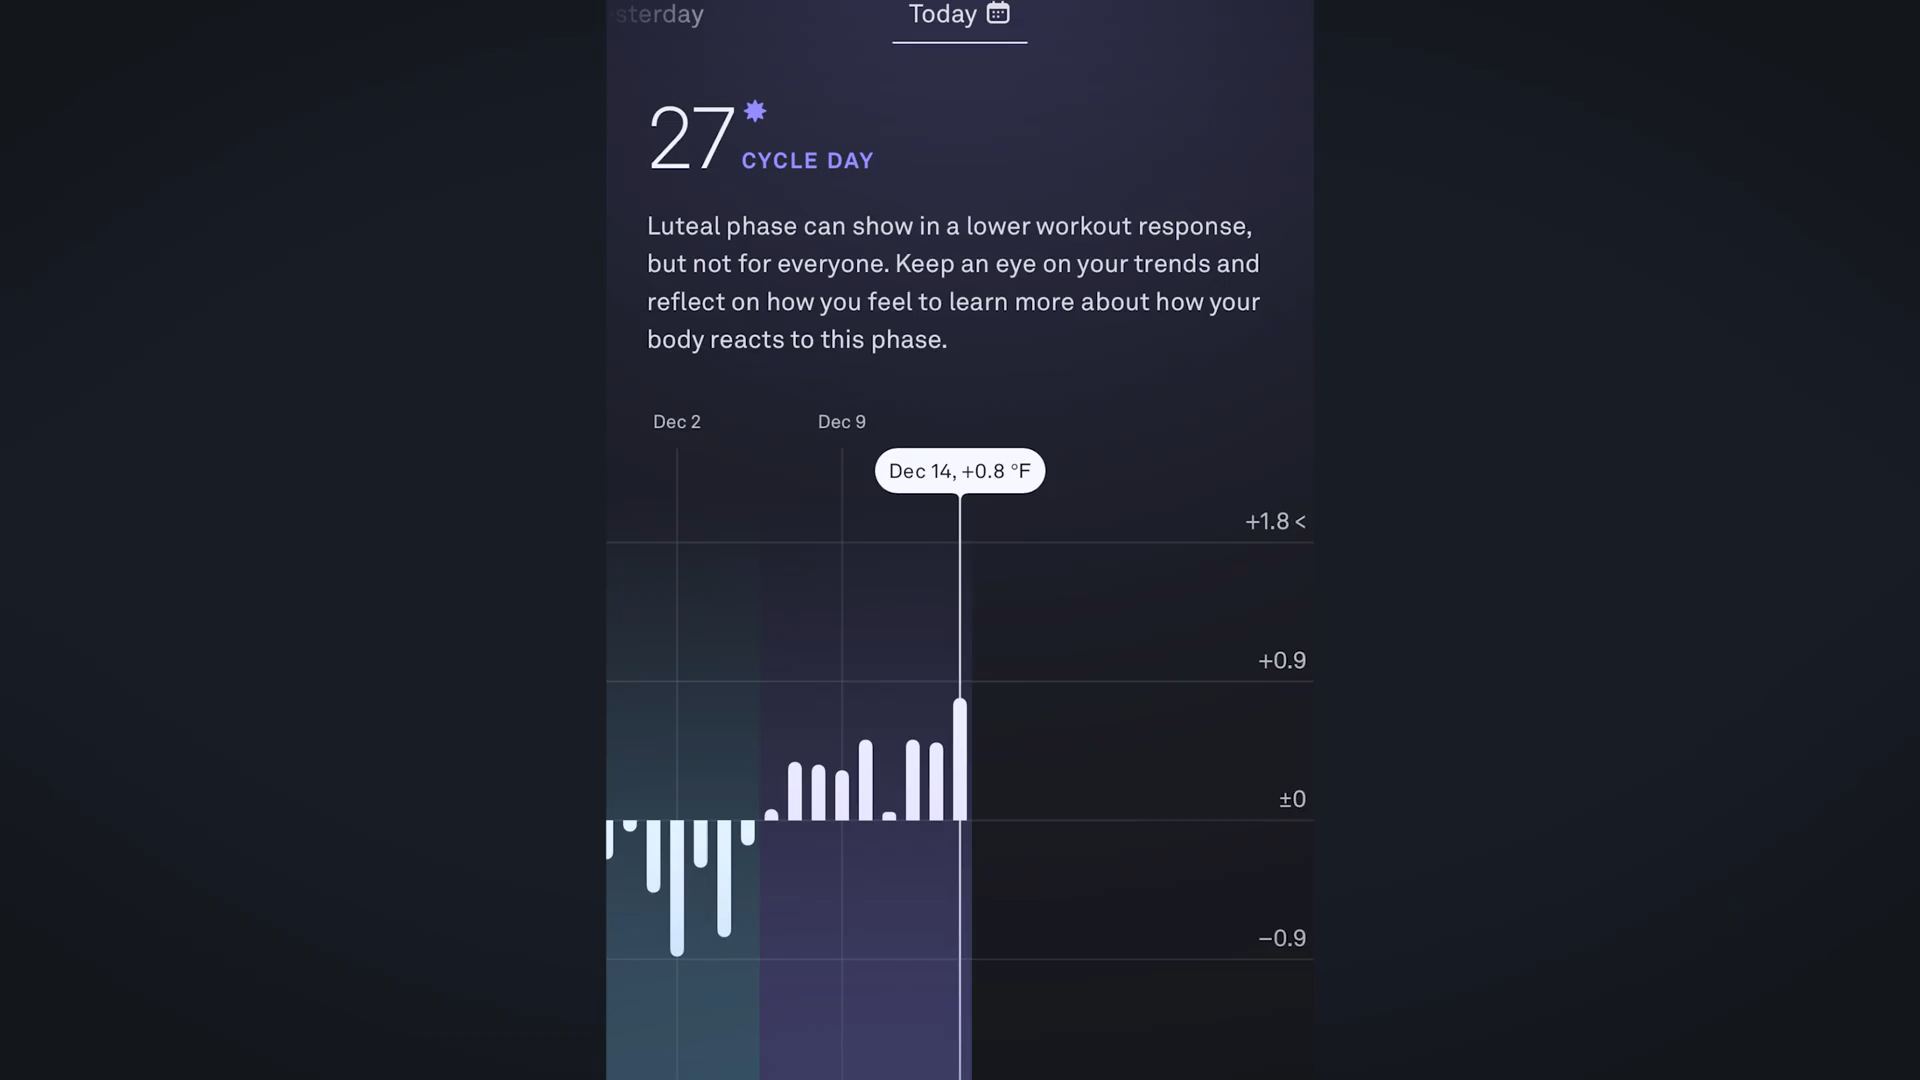 sterday
Today
27
CYCLE DAY
Luteal phase can show in a lower workout response,
but not for everyone. Keep an eye on your trends and
reflect on how you feel to learn more about how your
body reacts to this phase.
Dec 2
Dec 9
Dec 14, +0.8 °F
+1.8 <
+0.9
±0
−0.9